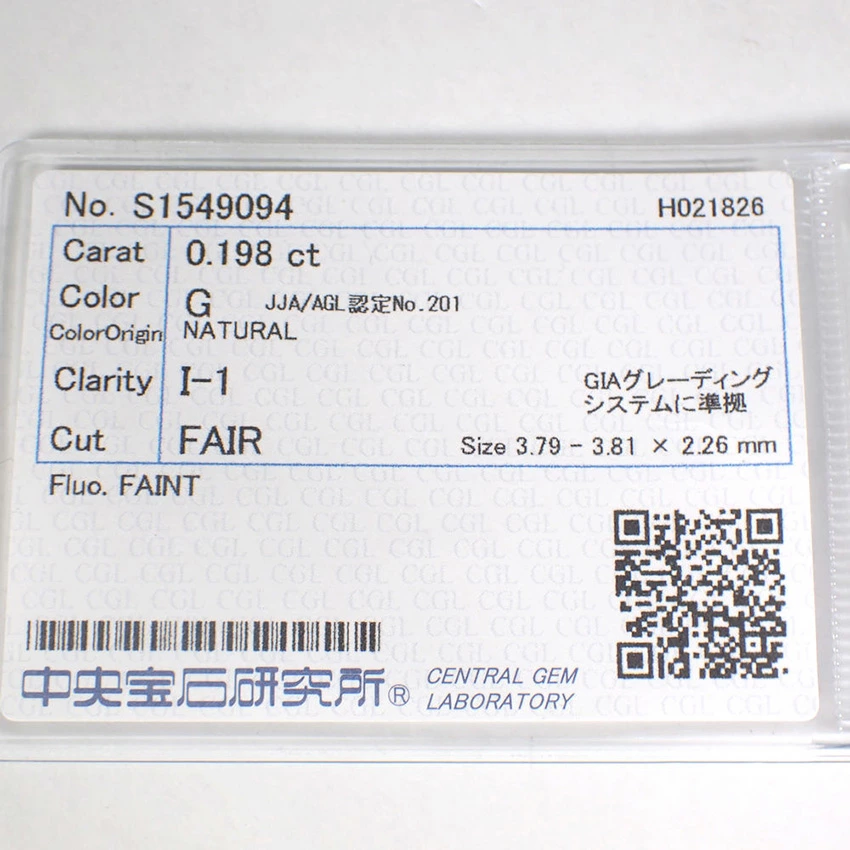 No. S1549094 H021826
Carat 0.198 ct
Color G JJA/AGL認定No.201
ColorOrigin NATURAL
Clarity I-1 GIAグレーディング
システムに準拠
Cut FAIR Size 3.79 - 3.81 × 2.26 mm
Fluo. FAINT
中央宝石研究所® CENTRAL GEM
LABORATORY